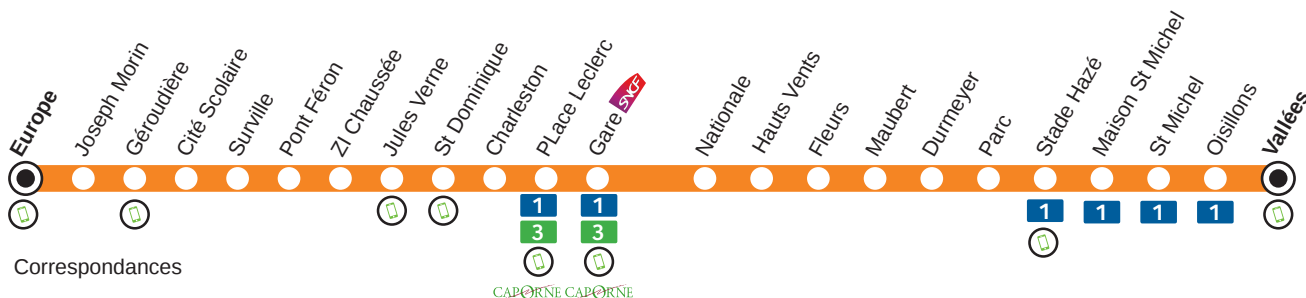 Europe
Joseph Morin
Géroudière
Cité Scolaire
Surville
Pont Féron
ZI Chaussée
Jules Verne
St Dominique
Charleston
PLace Leclerc
Gare SNCF
Nationale
Hauts Vents
Fleurs
Maubert
Durmeyer
Parc
Stade Hazé
Maison St Michel
St Michel
Oisillons
Vallées
1 1 1 1 1 1
3 3
Correspondances
CAPORNE CAPORNE